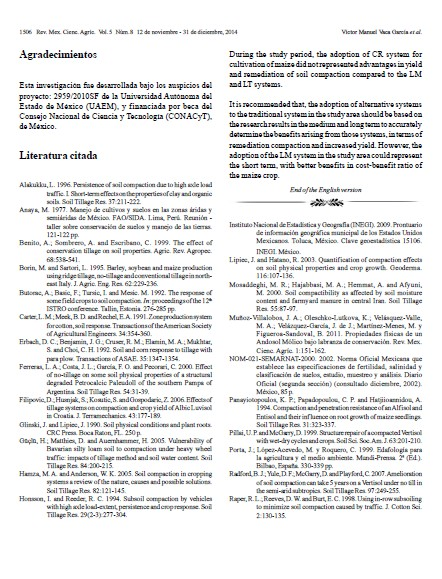 1506 Rev. Mex. Cienc. Agríc. Vol. 5 Núm. 8 12 de noviembre - 31 de diciembre, 2014
Victor Manuel Vaca García et al.
Agradecimientos
Esta investigación fue desarrollada bajo los auspicios del
proyecto: 2959/2010SF de la Universidad Autónoma del
Estado de México (UAEM), y financiada por beca del
Consejo Nacional de Ciencia y Tecnología (CONACyT),
de México.
Literatura citada
Alakukku, L. 1996. Persistence of soil compaction due to high axle load
traffic. I. Short-term effects on the properties of clay and organic
soils. Soil Tillage Res. 37:211-222.
Anaya, M. 1977. Manejo de cultivos y suelos en las zonas áridas y
semiáridas de México. FAO/SIDA. Lima, Perú. Reunión -
taller sobre conservación de suelos y manejo de las tierras.
121-122 pp.
Benito, A.; Sombrero, A. and Escribano, C. 1999. The effect of
conservation tillage on soil properties. Agric. Rev. Agropec.
68:538-541.
Borin, M. and Sartori, L. 1995. Barley, soybean and maize production
using ridge tillage, no-tillage and conventional tillage in north-
east Italy. J. Agric. Eng. Res. 62:229-236.
Butorac, A.; Basic, F.; Tursic, I. and Mesic. M. 1992. The response of
some field crops to soil compaction. In: proceedings of the 12th
ISTRO conference. Tallin, Estonia. 276-285 pp.
Carter, L. M.; Meek, B. D. and Rechel, E. A. 1991. Zone production system
for cotton, soil response. Transactions of the American Society
of Agricultural Engineers. 34:354-360.
Erbach, D. C.; Benjamin, J. G.; Cruser, R. M.; Elamin, M. A.; Mukhtar,
S. and Choi, C. H. 1992. Soil and corn response to tillage with
para plow. Transactions of ASAE. 35:1347-1354.
Ferreras, L. A.; Costa, J. L.; García, F. O. and Pecorari, C. 2000. Effect
of no-tillage on some soil physical properties of a structural
degraded Petrocalcic Paleudoll of the southern Pampa of
Argentina. Soil Tillage Res. 54:31-39.
Filipovic, D.; Husnjak, S.; Kosutic, S. and Gospodaric, Z. 2006. Effects of
tillage systems on compaction and crop yield of Albic Luvisol
in Croatia. J. Terramechanics. 43:177-189.
Glinski, J. and Lipiec, J. 1990. Soil physical conditions and plant roots.
CRC Press. Boca Raton, FL. 250 p.
Güçlü, H.; Matthies, D. and Auernhammer, H. 2005. Vulnerability of
Bavarian silty loam soil to compaction under heavy wheel
traffic: impacts of tillage method and soil water content. Soil
Tillage Res. 84:200-215.
Hamza, M. A. and Anderson, W. K. 2005. Soil compaction in cropping
systems a review of the nature, causes and possible solutions.
Soil Tillage Res. 82:121-145.
Honsson, I. and Reeder, R. C. 1994. Subsoil compaction by vehicles
with high axle load-extent, persistence and crop response. Soil
Tillage Res. 29(2-3):277-304.
During the study period, the adoption of CR system for
cultivation of maize did not represented advantages in yield
and remediation of soil compaction compared to the LM
and LT systems.
It is recommended that, the adoption of alternative systems
to the traditional system in the study area should be based on
the research results in the medium and long term to accurately
determine the benefits arising from those systems, in terms of
remediation compaction and increased yield. However, the
adoption of the LM system in the study area could represent
the short term, with better benefits in cost-benefit ratio of
the maize crop.
End of the English version
Instituto Nacional de Estadística y Geografía (INEGI). 2009. Prontuario
de información geográfica municipal de los Estados Unidos
Mexicanos. Toluca, México. Clave geoestadística 15106.
INEGI. México.
Lipiec, J. and Hatano, R. 2003. Quantification of compaction effects
on soil physical properties and crop growth. Geoderma.
116:107-136.
Mosaddeghi, M. R.; Hajabbasi, M. A.; Hemmat, A. and Afyuni,
M. 2000. Soil compactibility as affected by soil moisture
content and farmyard manure in central Iran. Soil Tillage
Res. 55:87-97.
Muñoz-Villalobos, J. A.; Oleschko-Lutkova, K.; Velásquez-Valle,
M. A.; Velázquez-García, J. de J.; Martínez-Menes, M. y
Figueroa-Sandoval, B. 2011. Propiedades físicas de un
Andosol Mólico bajo labranza de conservación. Rev. Mex.
Cienc. Agríc. 1:151-162.
NOM-021-SEMARNAT-2000. 2002. Norma Oficial Mexicana que
establece las especificaciones de fertilidad, salinidad y
clasificación de suelos, estudio, muestreo y análisis. Diario
Oficial (segunda sección) (consultado diciembre, 2002).
México, 85 p.
Panayiotopoulos, K. P.; Papadopoulou, C. P. and Hatjiioannidou, A.
1994. Compaction and penetration resistance of an Alfisol and
Entisol and their influence on root growth of maize seedlings.
Soil Tillage Res. 31:323-337.
Pillai, U. P. and McGarry, D. 1999. Structure repair of a compacted Vertisol
with wet-dry cycles and crops. Soil Sci. Soc. Am. J. 63:201-210.
Porta, J.; López-Acevedo, M. y Roquero, C. 1999. Edafología para
la agricultura y el medio ambiente. Mundi-Prensa. 2ª (Ed.).
Bilbao, España. 330-339 pp.
Radford, B. J.; Yule, D. F.; McGarry, D. and Playford, C. 2007. Amelioration
of soil compaction can take 5 years on a Vertisol under no till in
the semi-arid subtropics. Soil Tillage Res. 97:249-255.
Raper, R. L.; Reeves, D. W. and Burt, E. C. 1998. Using in-row subsoiling
to minimize soil compaction caused by traffic. J. Cotton Sci.
2:130-135.